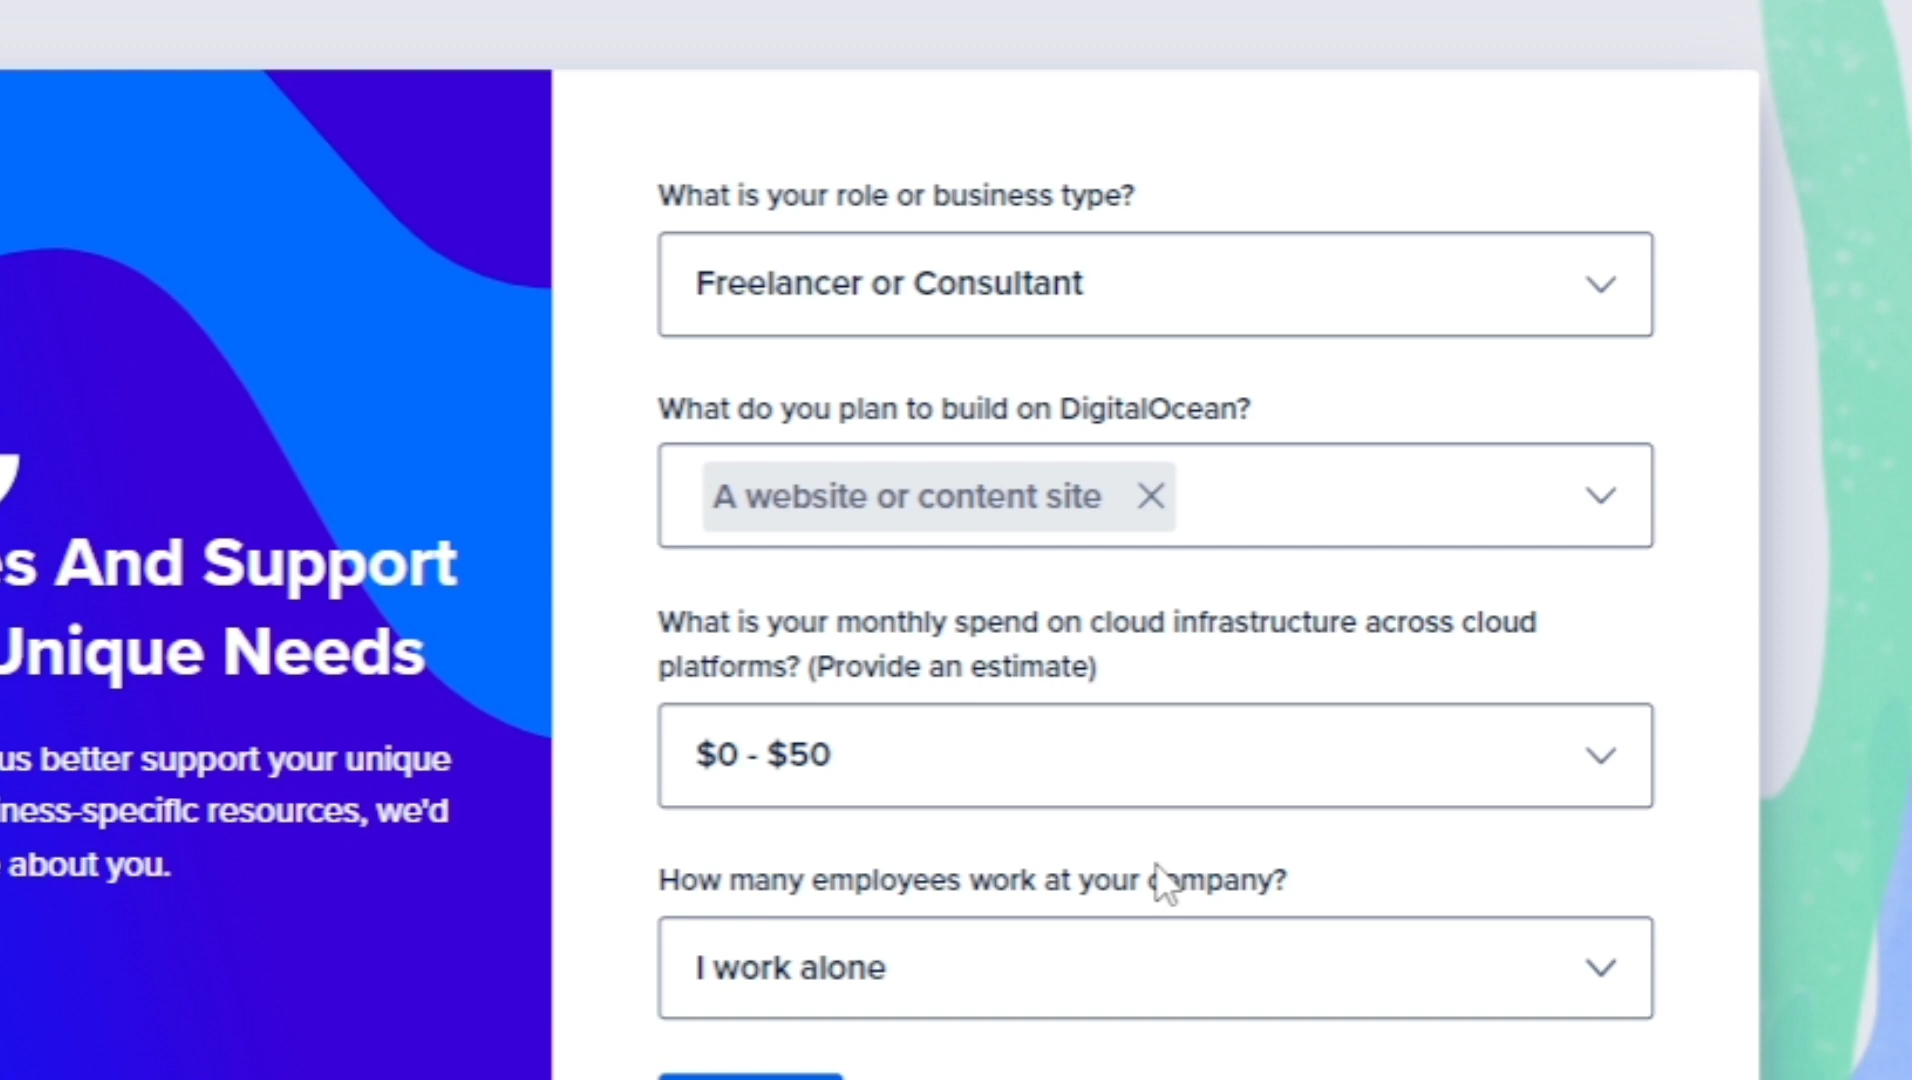 What is your role or business type?
Freelancer or Consultant
What do you plan to build on DigitalOcean?
A website or content site
What is your monthly spend on cloud infrastructure across cloud
platforms? (Provide an estimate)
$0 - $50
How many employees work at your company?
I work alone
And Support
Unique Needs
us better support your unique
resources, we'd
about you.